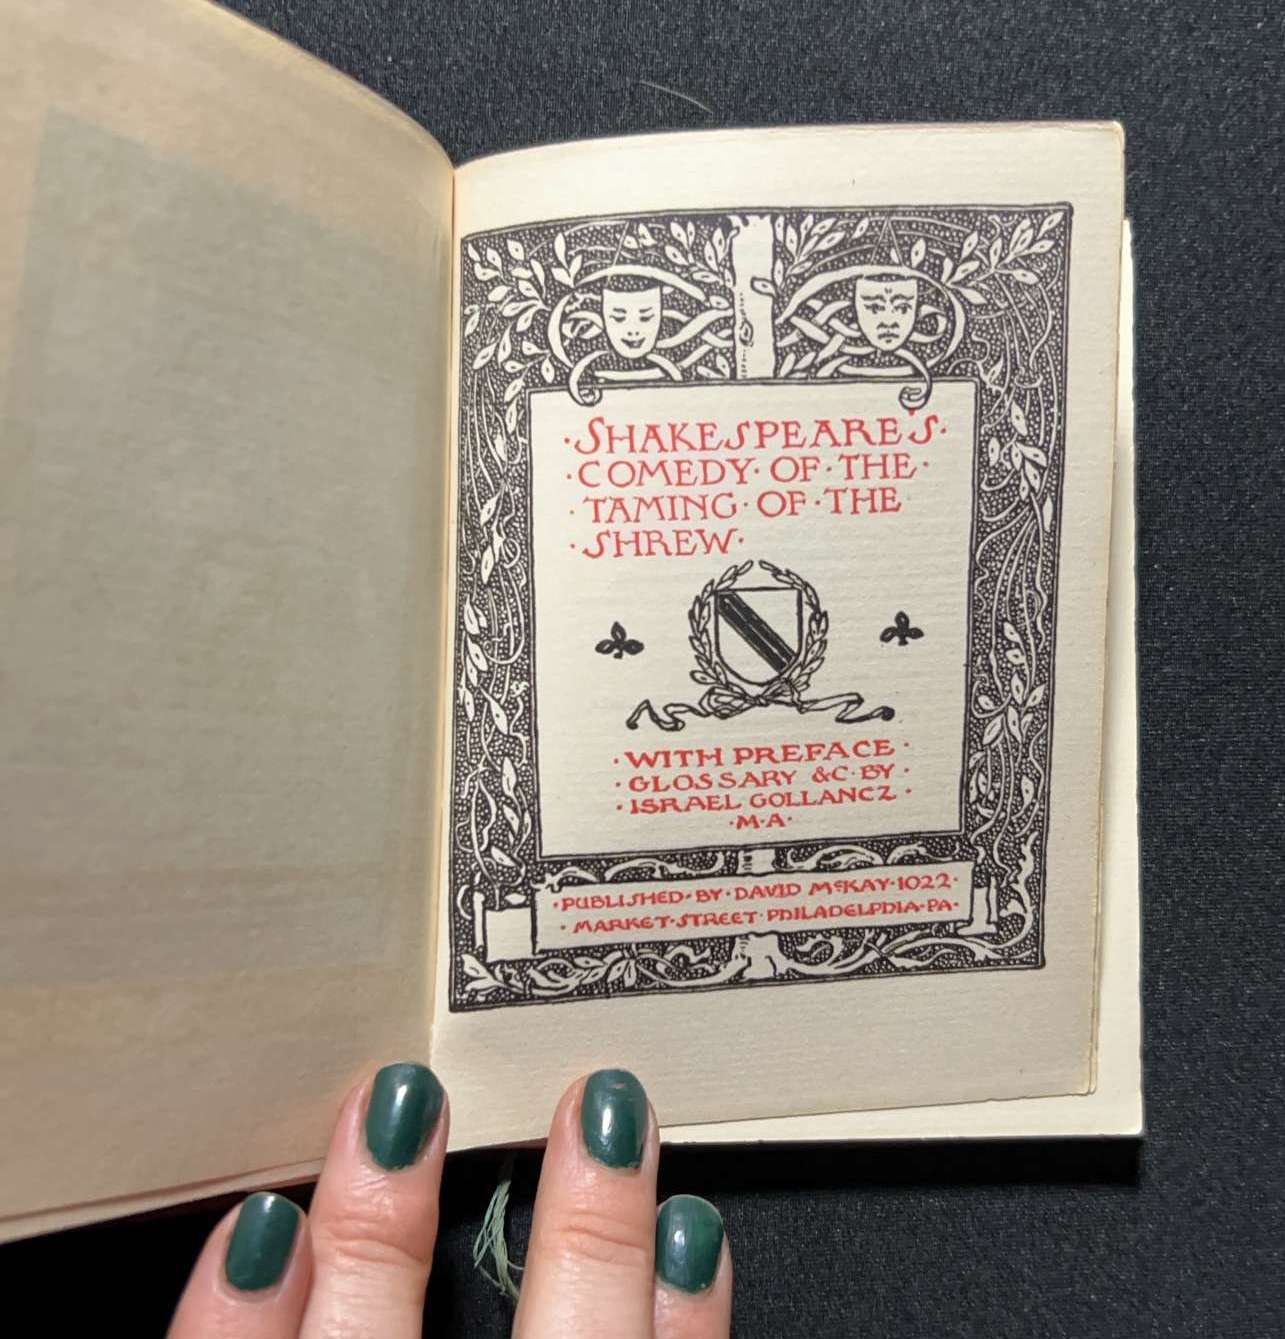 ·SHAKESPEARE'S·
·COMEDY·OF·THE·
·TAMING·OF·THE
·SHREW·
·WITH PREFACE·
·GLOSSARY &C·BY·
·ISRAEL GOLLANCZ·
·M·A·
·PUBLISHED·BY·DAVID McKAY·1022·
·MARKET·STREET·PHILADELPHIA·PA·